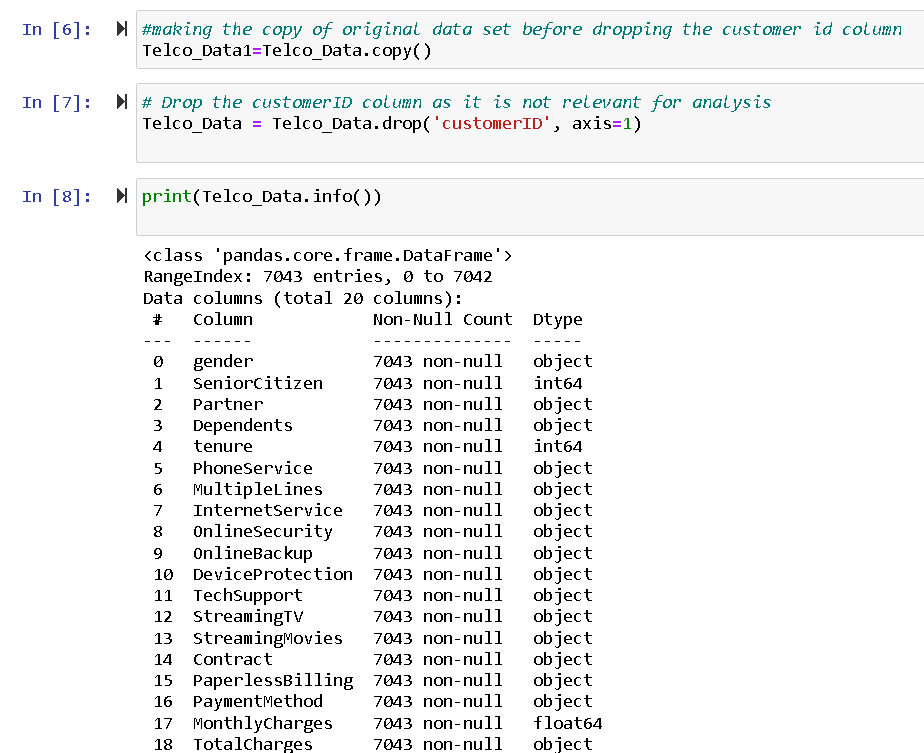 In [6]: #making the copy of original data set before dropping the customer id column
Telco_Data1=Telco_Data.copy()
In [7]: # Drop the customerID column as it is not relevant for analysis
Telco_Data = Telco_Data.drop('customerID', axis=1)
In [8]: print(Telco_Data.info())
<class 'pandas.core.frame.DataFrame'>
RangeIndex: 7043 entries, 0 to 7042
Data columns (total 20 columns):
# Column Non-Null Count Dtype
--- ------ -------------- -----
0 gender 7043 non-null object
1 SeniorCitizen 7043 non-null int64
2 Partner 7043 non-null object
3 Dependents 7043 non-null object
4 tenure 7043 non-null int64
5 PhoneService 7043 non-null object
6 MultipleLines 7043 non-null object
7 InternetService 7043 non-null object
8 OnlineSecurity 7043 non-null object
9 OnlineBackup 7043 non-null object
10 DeviceProtection 7043 non-null object
11 TechSupport 7043 non-null object
12 StreamingTV 7043 non-null object
13 StreamingMovies 7043 non-null object
14 Contract 7043 non-null object
15 PaperlessBilling 7043 non-null object
16 PaymentMethod 7043 non-null object
17 MonthlyCharges 7043 non-null float64
18 TotalCharges 7043 non-null object